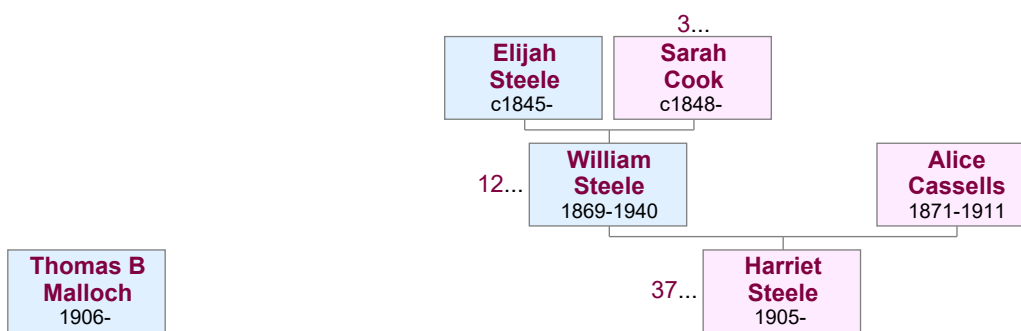 3...
Elijah
Steele
c1845-
Sarah
Cook
c1848-
12...
William
Steele
1869-1940
Alice
Cassells
1871-1911
Thomas B
Malloch
1906-
37...
Harriet
Steele
1905-